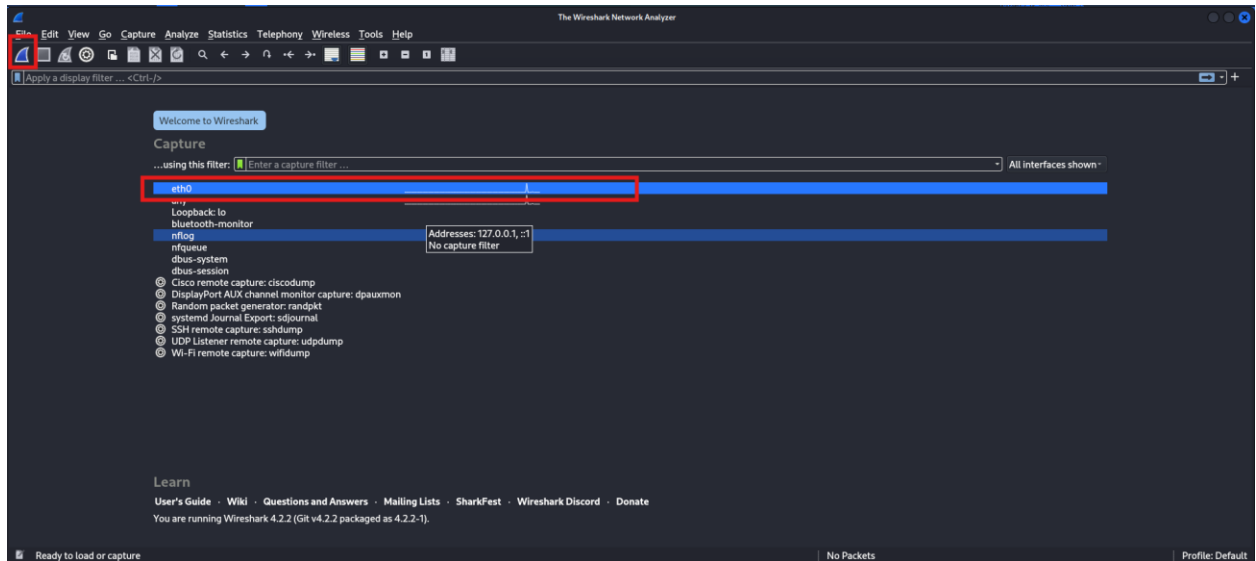 The Wireshark Network Analyzer
File Edit View Go Capture Analyze Statistics Telephony Wireless Tools Help
Apply a display filter ... <Ctrl-/>
Welcome to Wireshark
Capture
...using this filter: Enter a capture filter ... All interfaces shown
eth0
any
Loopback: lo
bluetooth-monitor
nflog
Addresses: 127.0.0.1, ::1
No capture filter
nfqueue
dbus-system
dbus-session
Cisco remote capture: ciscodump
DisplayPort AUX channel monitor capture: dpauxmon
Random packet generator: randpkt
systemd Journal Export: sdjournal
SSH remote capture: sshdump
UDP Listener remote capture: udpdump
Wi-Fi remote capture: wifidump
Learn
User's Guide · Wiki · Questions and Answers · Mailing Lists · SharkFest · Wireshark Discord · Donate
You are running Wireshark 4.2.2 (Git v4.2.2 packaged as 4.2.2-1).
Ready to load or capture No Packets Profile: Default